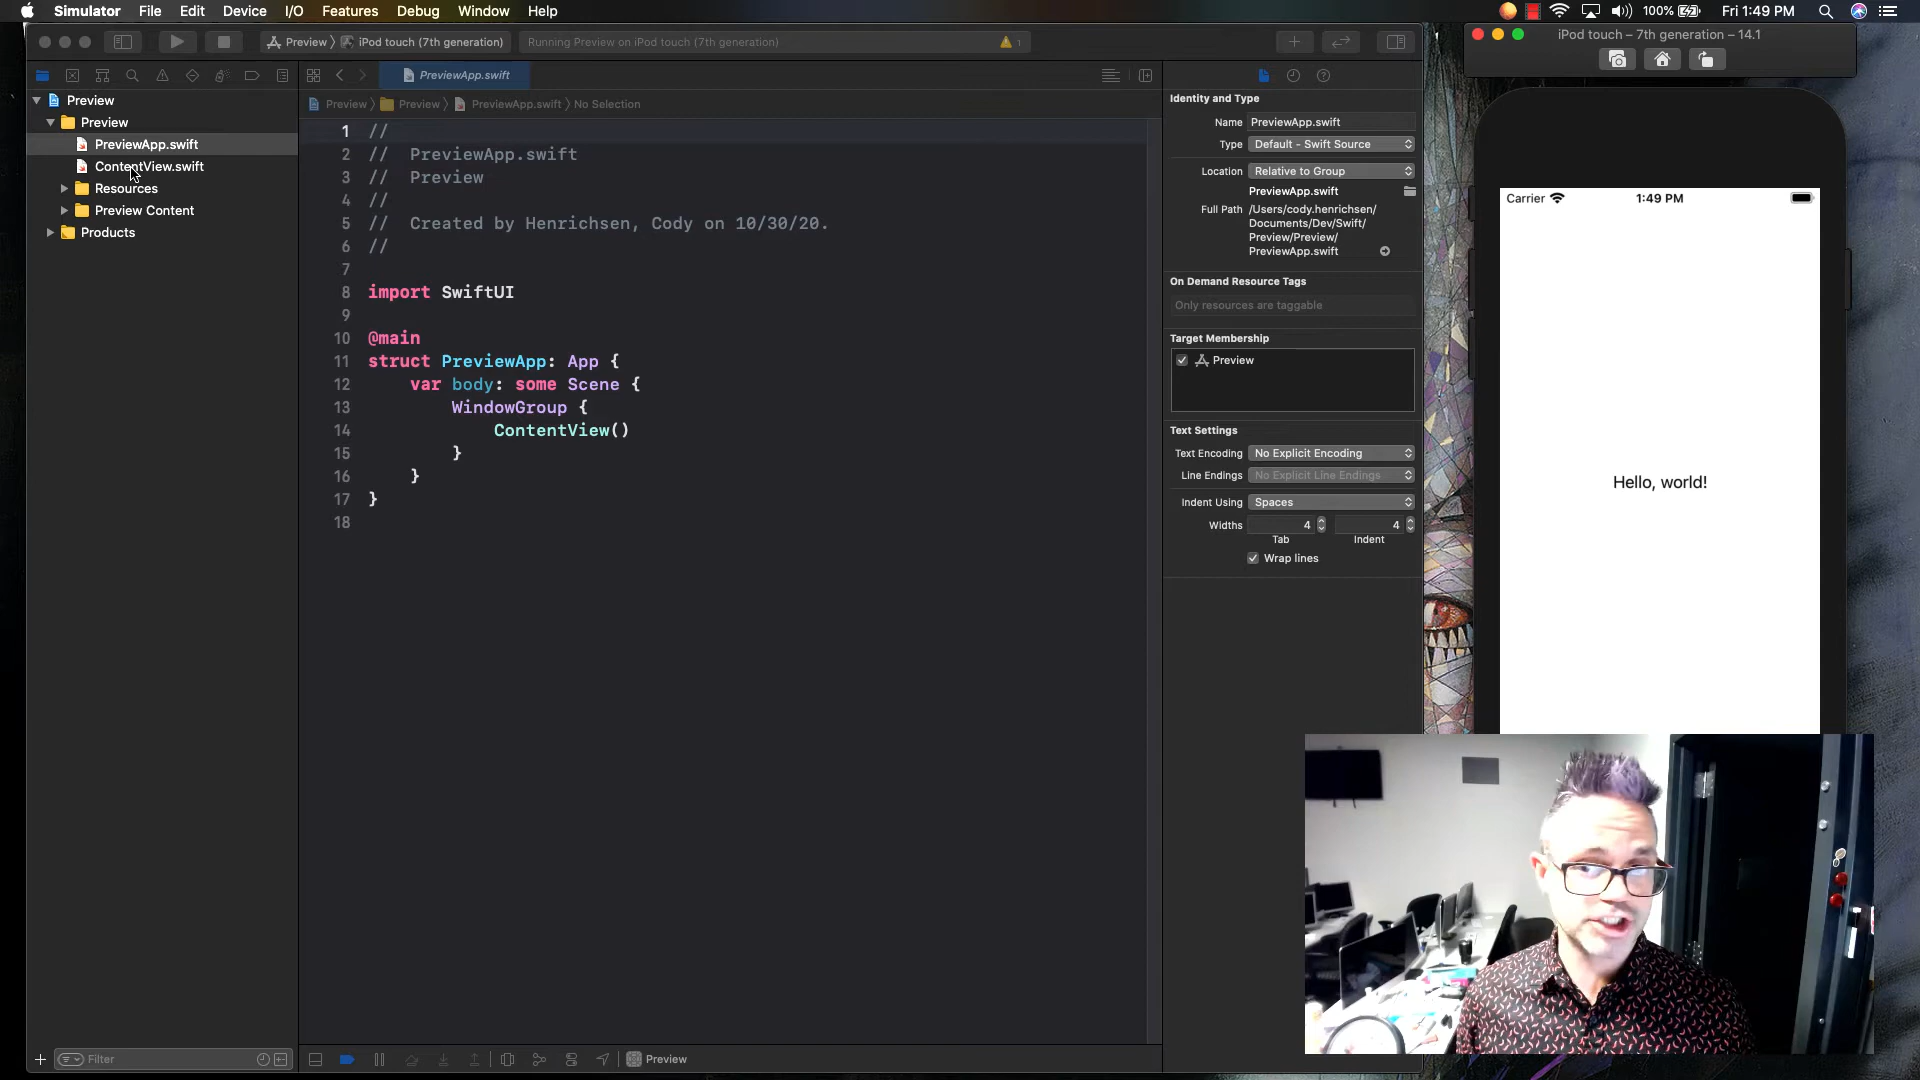 Simulator File Edit Device I/O Features Debug Window Help
100% Fri 1:49 PM
Preview iPod touch (7th generation) Running Preview on iPod touch (7th generation) 1
iPod touch – 7th generation – 14.1
PreviewApp.swift
Preview Preview PreviewApp.swift No Selection
Preview
Preview
PreviewApp.swift
ContentView.swift
Resources
Preview Content
Products
1 //
2 //  PreviewApp.swift
3 //  Preview
4 //
5 //  Created by Henrichsen, Cody on 10/30/20.
6 //
7
8 import SwiftUI
9
10 @main
11 struct PreviewApp: App {
12     var body: some Scene {
13         WindowGroup {
14             ContentView()
15         }
16     }
17 }
18
Identity and Type
Name PreviewApp.swift
Type Default - Swift Source
Location Relative to Group
PreviewApp.swift
Full Path /Users/cody.henrichsen/
Documents/Dev/Swift/
Preview/Preview/
PreviewApp.swift
On Demand Resource Tags
Only resources are taggable
Target Membership
Preview
Text Settings
Text Encoding No Explicit Encoding
Line Endings No Explicit Line Endings
Indent Using Spaces
Widths 4 4
Tab Indent
Wrap lines
Carrier 1:49 PM
Hello, world!
Filter
Preview